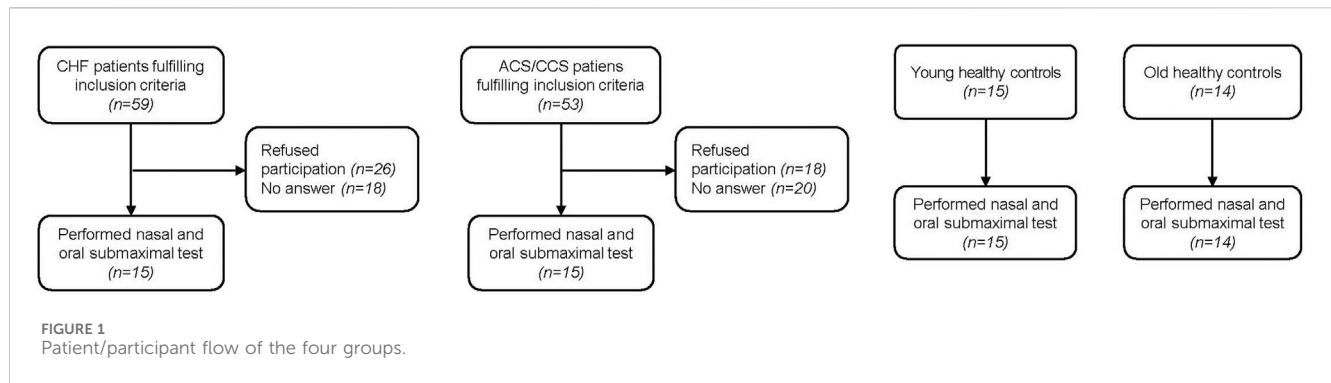 CHF patients fulfilling
inclusion criteria
(n=59)
Refused
participation (n=26)
No answer (n=18)
Performed nasal and
oral submaximal test
(n=15)
ACS/CCS patiens
fulfilling inclusion criteria
(n=53)
Refused
participation (n=18)
No answer (n=20)
Performed nasal and
oral submaximal test
(n=15)
Young healthy controls
(n=15)
Performed nasal and
oral submaximal test
(n=15)
Old healthy controls
(n=14)
Performed nasal and
oral submaximal test
(n=14)
FIGURE 1
Patient/participant flow of the four groups.